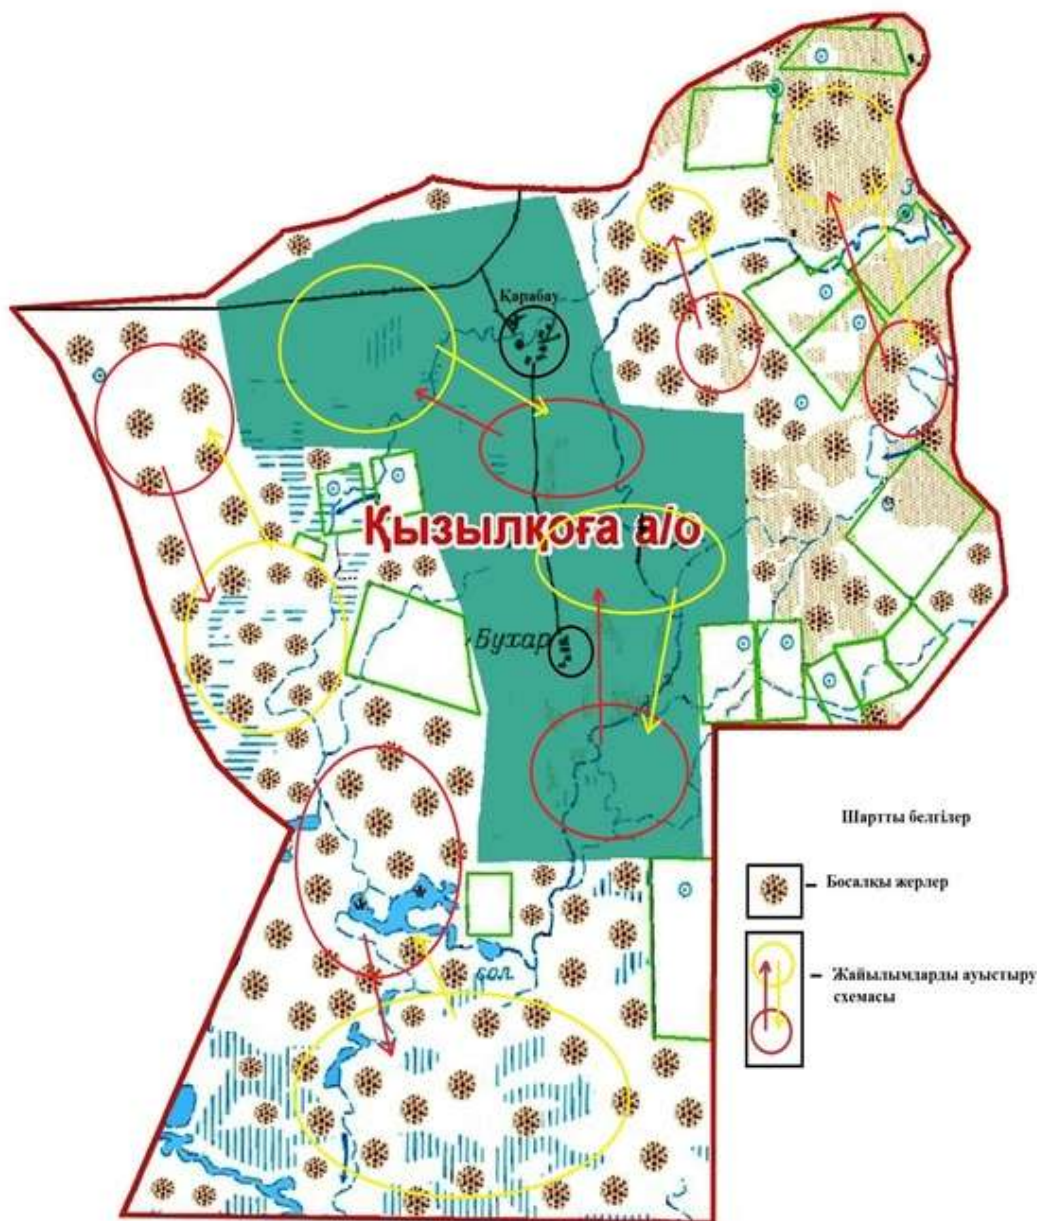 Қарабау
Қызылқоға а/о
Бухар
сол.
Шартты белгілер
– Босалқы жерлер
– Жайылымдарды ауыстыру
схемасы